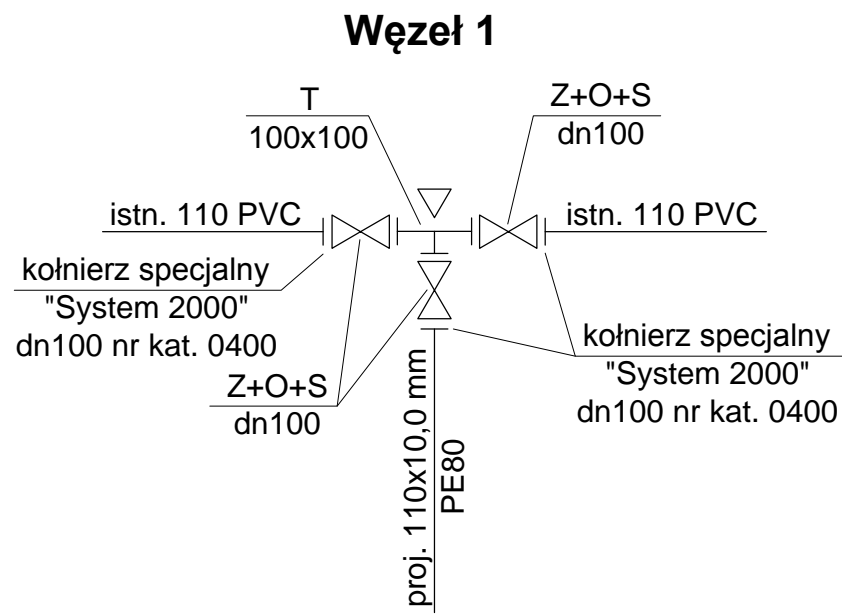 Węzeł 1
T
100x100
Z+O+S
dn100
istn. 110 PVC
istn. 110 PVC
kołnierz specjalny
"System 2000"
dn100 nr kat. 0400
kołnierz specjalny
"System 2000"
dn100 nr kat. 0400
Z+O+S
dn100
proj. 110x10,0 mm
PE80